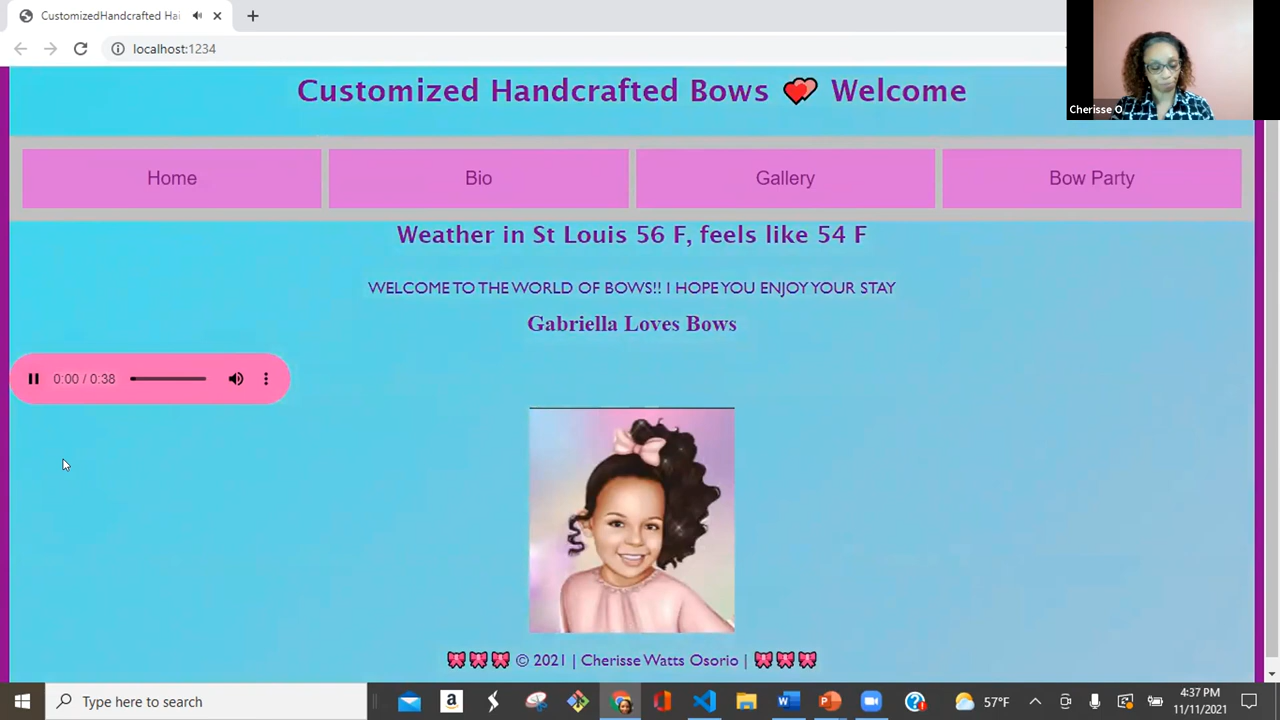 CustomizedHandcrafted Hai
localhost:1234
Cherisse O
Customized Handcrafted Bows 💕 Welcome
Home
Bio
Gallery
Bow Party
Weather in St Louis 56 F, feels like 54 F
WELCOME TO THE WORLD OF BOWS!! I HOPE YOU ENJOY YOUR STAY
Gabriella Loves Bows
0:00 / 0:38
🎀🎀🎀 © 2021 | Cherisse Watts Osorio | 🎀🎀🎀
Type here to search
57°F
4:37 PM
11/11/2021